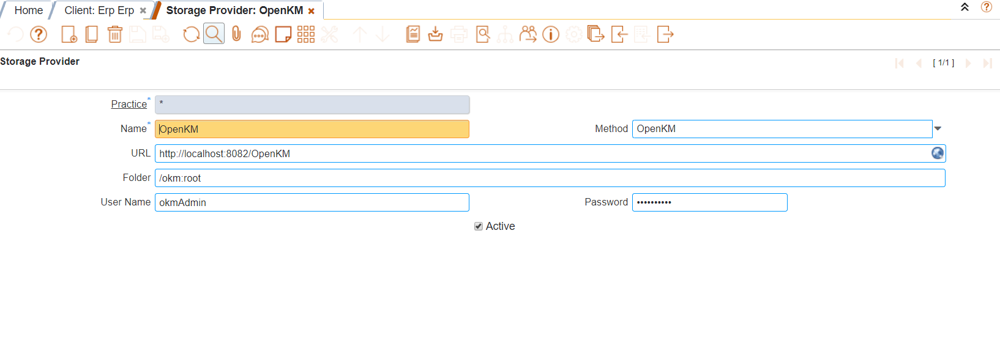 Home Client: Erp Erp Storage Provider: OpenKM
Storage Provider [ 1/1 ]
Practice* *
Name* OpenKM Method OpenKM
URL http://localhost:8082/OpenKM
Folder /okm:root
User Name okmAdmin Password ••••••••••
Active